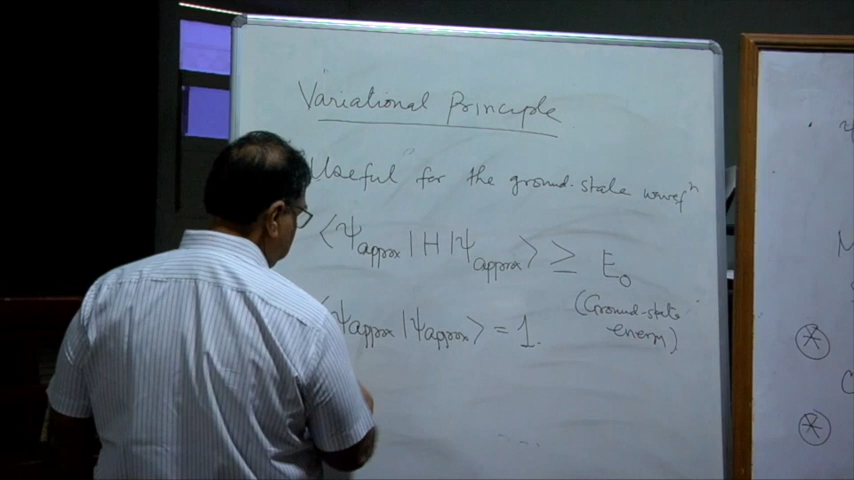 Variational Principle
"Useful" for the ground-state wavefⁿ
⟨ψapprox|H|ψapprox⟩ ≥ E₀
(Ground-state
energy)
⟨ψapprox|ψapprox⟩ = 1.